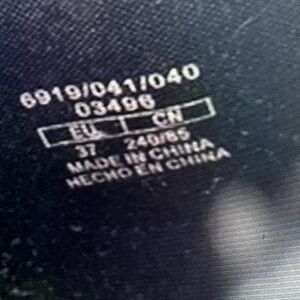 6919/041/040
03496
EU CN
37 240/85
MADE IN CHINA
HECHO EN CHINA